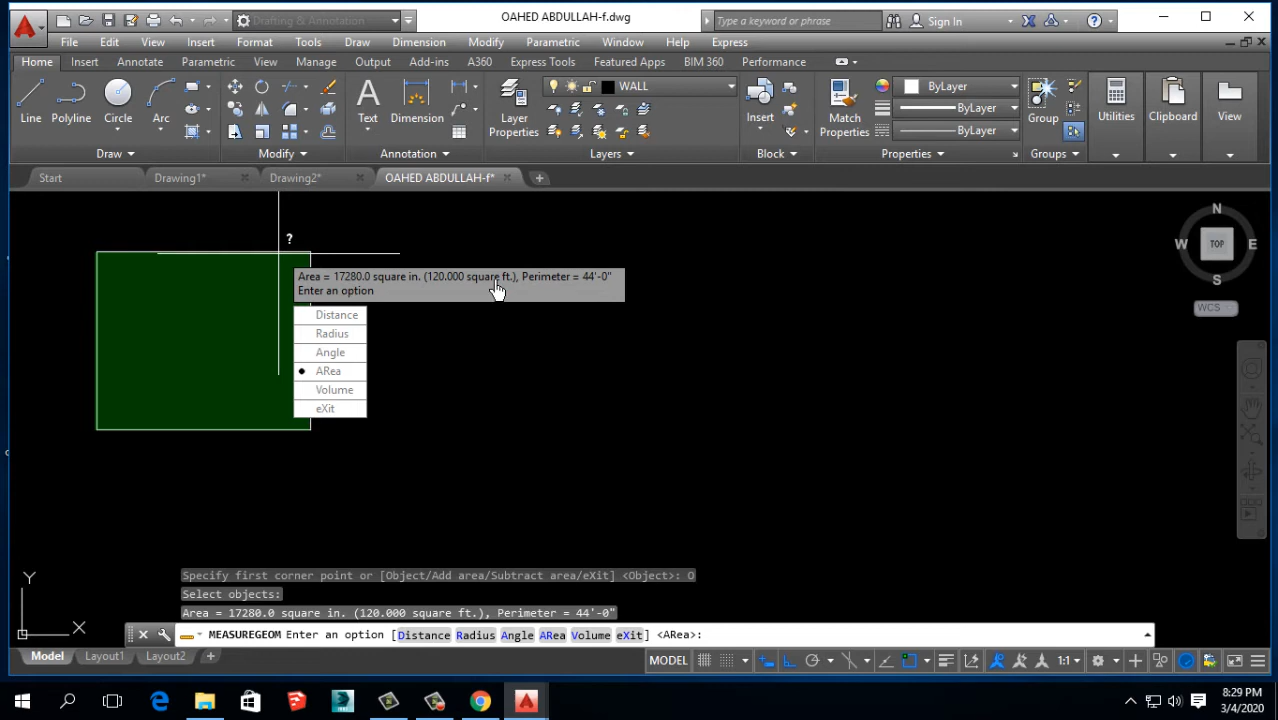 Drafting & Annotation
OAHED ABDULLAH-f.dwg
Type a keyword or phrase
Sign In
File Edit View Insert Format Tools Draw Dimension Modify Parametric Window Help Express
Home Insert Annotate Parametric View Manage Output Add-ins A360 Express Tools Featured Apps BIM 360 Performance
WALL
ByLayer
ByLayer
ByLayer
Line Polyline Circle Arc Text Dimension Layer Properties Insert Match Properties Group Utilities Clipboard View
Draw Modify Annotation Layers Block Properties Groups
Start Drawing1* Drawing2* OAHED ABDULLAH-f*
N
W TOP E
S
WCS
?
Area = 17280.0 square in. (120.000 square ft.), Perimeter = 44'-0"
Enter an option
Distance
Radius
Angle
ARea
Volume
eXit
Y
X
Specify first corner point or [Object/Add area/Subtract area/eXit] <Object>: O
Select objects:
Area = 17280.0 square in. (120.000 square ft.), Perimeter = 44'-0"
MEASUREGEOM Enter an option [Distance Radius Angle ARea Volume eXit] <ARea>:
Model Layout1 Layout2
MODEL
1:1
8:29 PM
3/4/2020